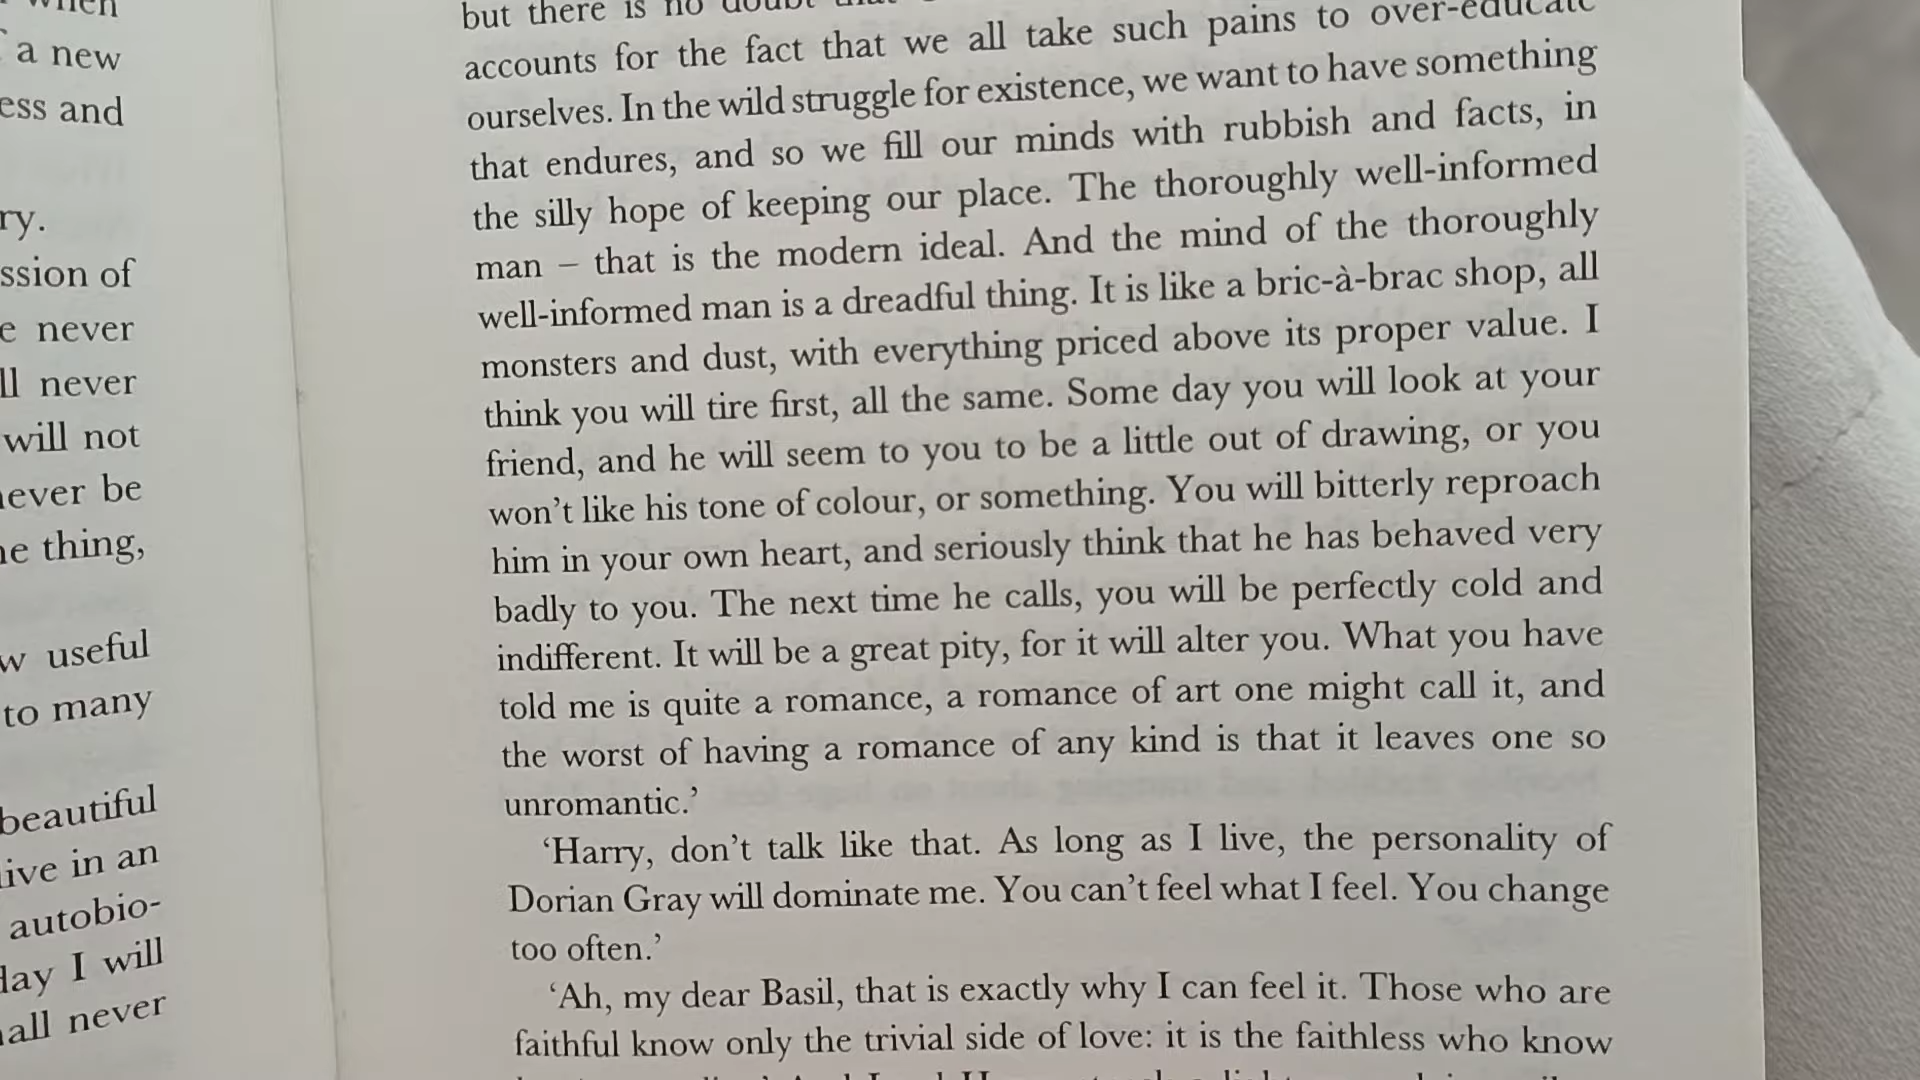 when
a new
ess and
ry.
ssion of
e never
ll never
will not
ever be
e thing,
w useful
to many
beautiful
ive in an
autobio-
day I will
all never
but there is no doubt that
accounts for the fact that we all take such pains to over-educate
ourselves. In the wild struggle for existence, we want to have something
that endures, and so we fill our minds with rubbish and facts, in
the silly hope of keeping our place. The thoroughly well-informed
man – that is the modern ideal. And the mind of the thoroughly
well-informed man is a dreadful thing. It is like a bric-à-brac shop, all
monsters and dust, with everything priced above its proper value. I
think you will tire first, all the same. Some day you will look at your
friend, and he will seem to you to be a little out of drawing, or you
won’t like his tone of colour, or something. You will bitterly reproach
him in your own heart, and seriously think that he has behaved very
badly to you. The next time he calls, you will be perfectly cold and
indifferent. It will be a great pity, for it will alter you. What you have
told me is quite a romance, a romance of art one might call it, and
the worst of having a romance of any kind is that it leaves one so
unromantic.’
‘Harry, don’t talk like that. As long as I live, the personality of
Dorian Gray will dominate me. You can’t feel what I feel. You change
too often.’
‘Ah, my dear Basil, that is exactly why I can feel it. Those who are
faithful know only the trivial side of love: it is the faithless who know